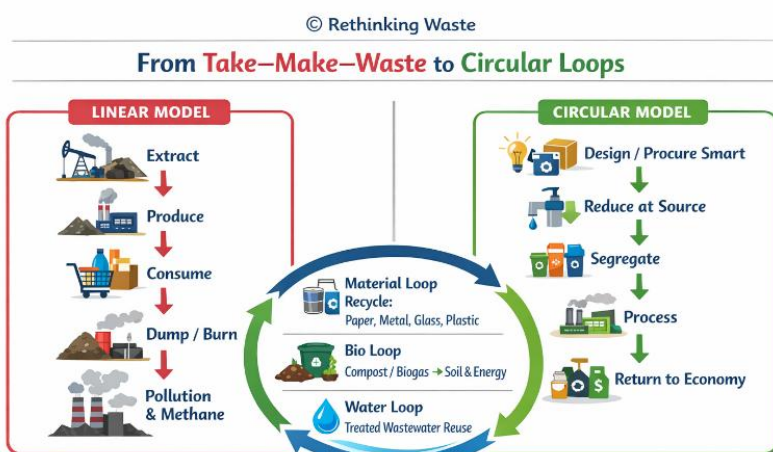 © Rethinking Waste
From Take–Make–Waste to Circular Loops
LINEAR MODEL
Extract
Produce
Consume
Dump / Burn
Pollution
& Methane
Material Loop
Recycle:
Paper, Metal, Glass, Plastic
Bio Loop
Compost / Biogas → Soil & Energy
Water Loop
Treated Wastewater Reuse
CIRCULAR MODEL
Design / Procure Smart
Reduce at Source
Segregate
Process
Return to Economy
$